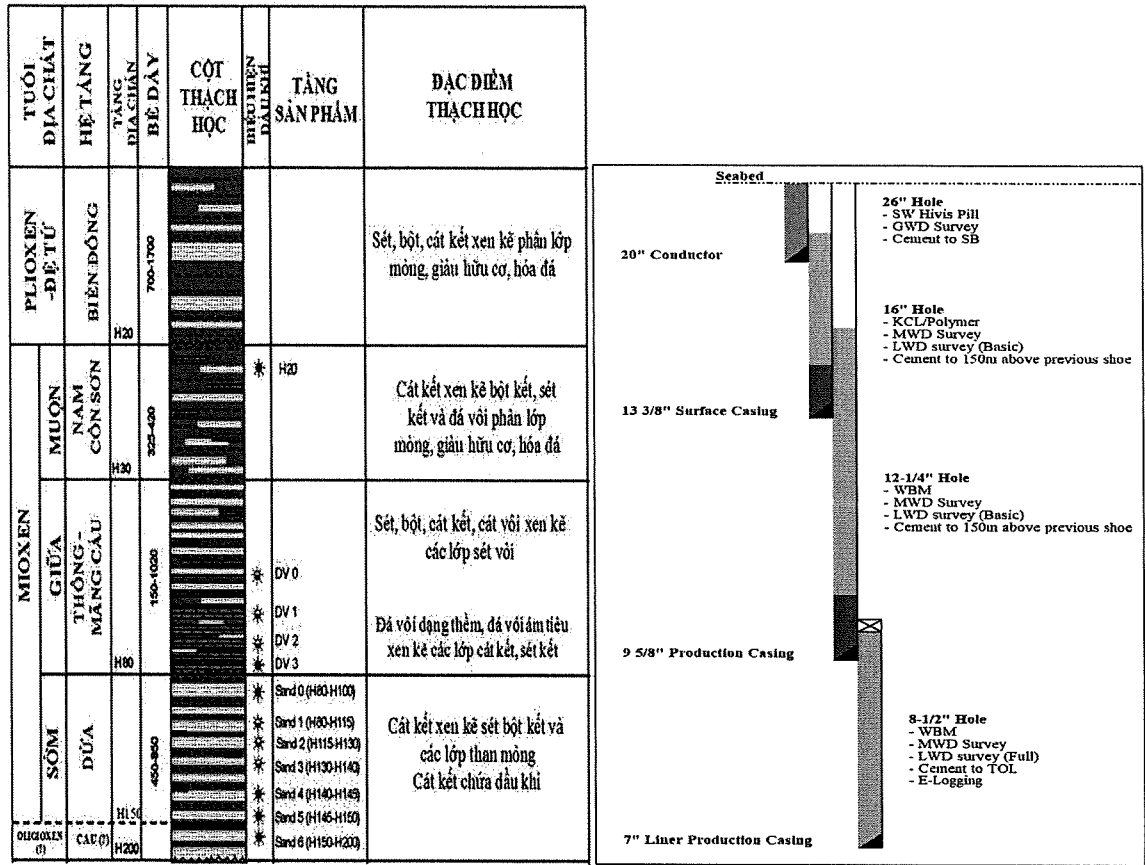 TUỔI ĐỊA CHẤT
HỆ TẦNG
TẦNG ĐỊA CHẤN
BỀ DÀY
CỘT THẠCH HỌC
BIỂU HIỆN DẦU KHÍ
TẦNG SẢN PHẨM
ĐẶC ĐIỂM
THẠCH HỌC
PLIOXEN
-ĐỆ TỨ
BIỂN ĐÔNG
H20
700-1700
Sét, bột, cát kết xen kẽ phân lớp
mỏng, giàu hữu cơ, hóa đá
MIOXEN
MUỘN
NAM
CÔN SƠN
H30
325-420
H20
Cát kết xen kẽ bột kết, sét
kết và đá vôi phân lớp
mỏng, giàu hữu cơ, hóa đá
GIỮA
THÔNG -
MÃNG CẦU
H80
150-1020
DV 0
DV 1
DV 2
DV 3
Sét, bột, cát kết, cát vôi xen kẽ
các lớp sét vôi
Đá vôi dạng thềm, đá vôi ám tiêu
xen kẽ các lớp cát kết, sét kết
SỚM
DỪA
H150
450-950
Sand 0 (H80-H100)
Sand 1 (H80-H115)
Sand 2 (H115-H130)
Sand 3 (H130-H140)
Sand 4 (H140-H145)
Sand 5 (H145-H150)
Sand 6 (H150-H200)
Cát kết xen kẽ sét bột kết và
các lớp than mỏng
Cát kết chứa dầu khí
OLIGIOXEN
(?)
CAU (?)
H200
Seabed
20" Conductor
26" Hole
- SW Hivis Pill
- GWD Survey
- Cement to SB
13 3/8" Surface Casing
16" Hole
- KCL/Polymer
- MWD Survey
- LWD survey (Basic)
- Cement to 150m above previous shoe
9 5/8" Production Casing
12-1/4" Hole
- WBM
- MWD Survey
- LWD survey (Basic)
- Cement to 150m above previous shoe
8-1/2" Hole
- WBM
- MWD Survey
- LWD survey (Full)
- Cement to TOL
- E-Logging
7" Liner Production Casing